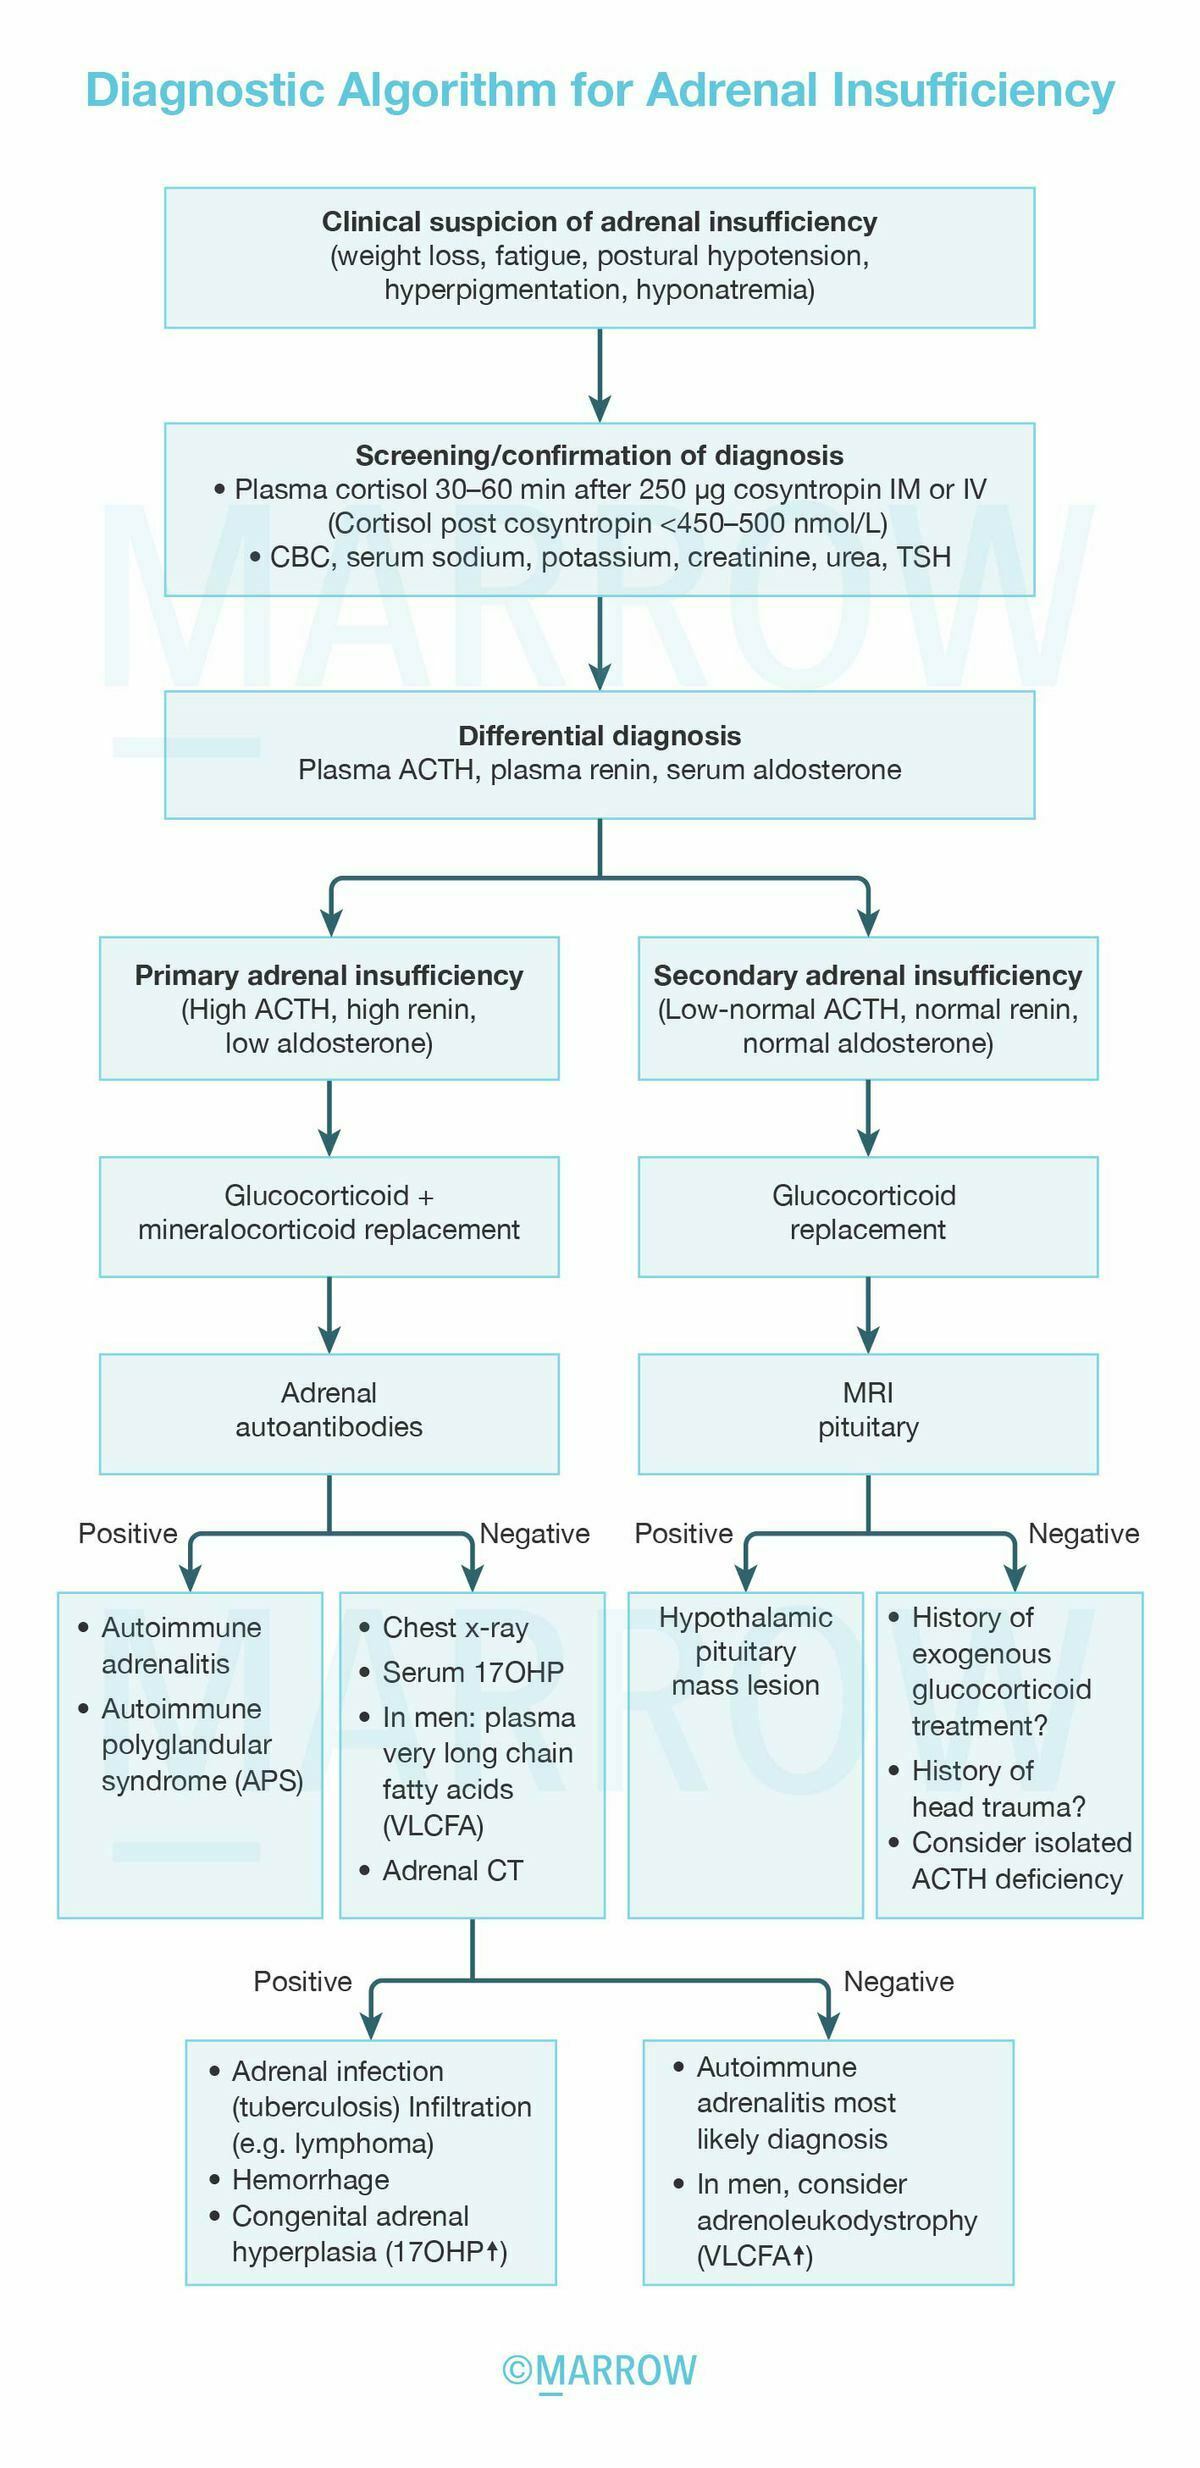 Diagnostic Algorithm for Adrenal Insufficiency
Clinical suspicion of adrenal insufficiency
(weight loss, fatigue, postural hypotension,
hyperpigmentation, hyponatremia)
Screening/confirmation of diagnosis
• Plasma cortisol 30–60 min after 250 µg cosyntropin IM or IV
(Cortisol post cosyntropin <450–500 nmol/L)
• CBC, serum sodium, potassium, creatinine, urea, TSH
MARROW
Differential diagnosis
Plasma ACTH, plasma renin, serum aldosterone
Primary adrenal insufficiency
(High ACTH, high renin,
low aldosterone)
Secondary adrenal insufficiency
(Low-normal ACTH, normal renin,
normal aldosterone)
Glucocorticoid +
mineralocorticoid replacement
Glucocorticoid
replacement
Adrenal
autoantibodies
MRI
pituitary
Positive
Negative
Positive
Negative
• Autoimmune
adrenalitis
• Autoimmune
polyglandular
syndrome (APS)
• Chest x-ray
• Serum 17OHP
• In men: plasma
very long chain
fatty acids
(VLCFA)
• Adrenal CT
Hypothalamic
pituitary
mass lesion
• History of
exogenous
glucocorticoid
treatment?
• History of
head trauma?
• Consider isolated
ACTH deficiency
MARROW
Positive
Negative
• Adrenal infection
(tuberculosis) Infiltration
(e.g. lymphoma)
• Hemorrhage
• Congenital adrenal
hyperplasia (17OHP↑)
• Autoimmune
adrenalitis most
likely diagnosis
• In men, consider
adrenoleukodystrophy
(VLCFA↑)
©MARROW